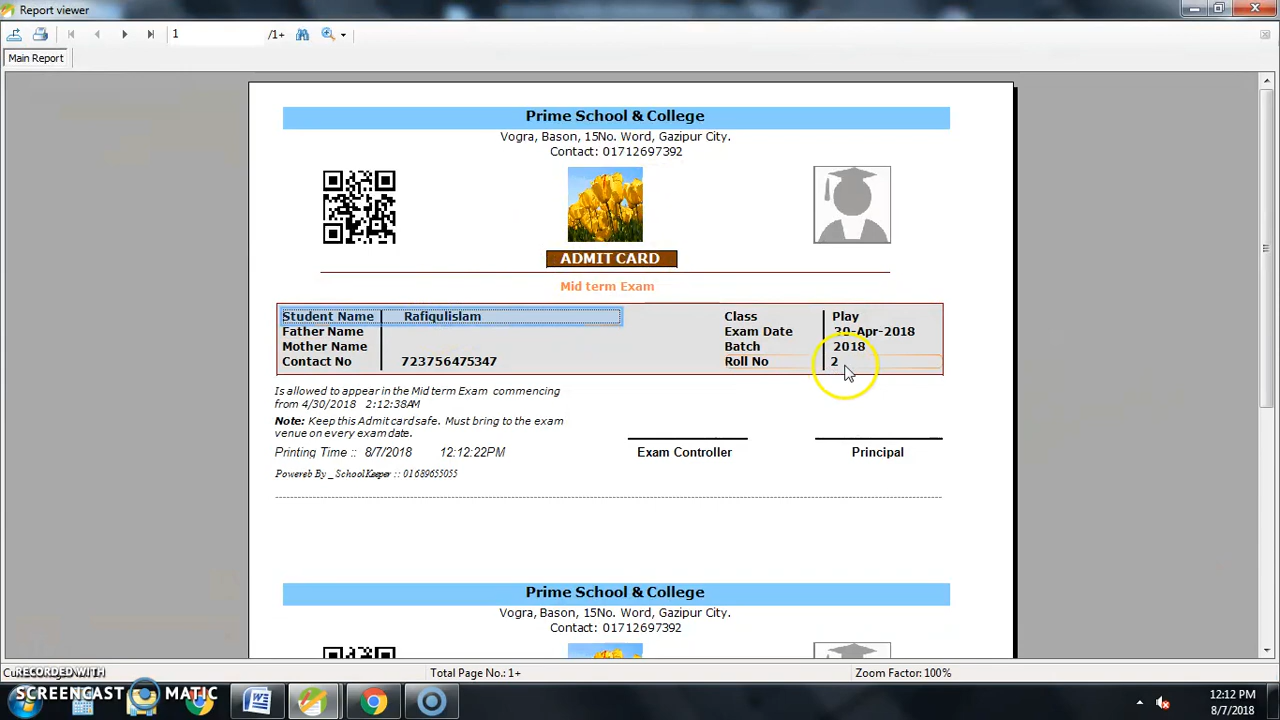 Report viewer
1 /1+
Main Report
Prime School & College
Vogra, Bason, 15No. Word, Gazipur City.
Contact: 01712697392
ADMIT CARD
Mid term Exam
Student Name Rafiqulislam Class Play
Father Name Exam Date 30-Apr-2018
Mother Name Batch 2018
Contact No 723756475347 Roll No 2
Is allowed to appear in the Mid term Exam commencing
from 4/30/2018 2:12:38AM
Note: Keep this Admit card safe. Must bring to the exam
venue on every exam date.
Printing Time :: 8/7/2018 12:12:22PM Exam Controller Principal
Powereb By _ SchoolKeeper :: 01689655055
Prime School & College
Vogra, Bason, 15No. Word, Gazipur City.
Contact: 01712697392
Total Page No.: 1+ Zoom Factor: 100%
RECORDED WITH
SCREENCAST MATIC
12:12 PM
8/7/2018